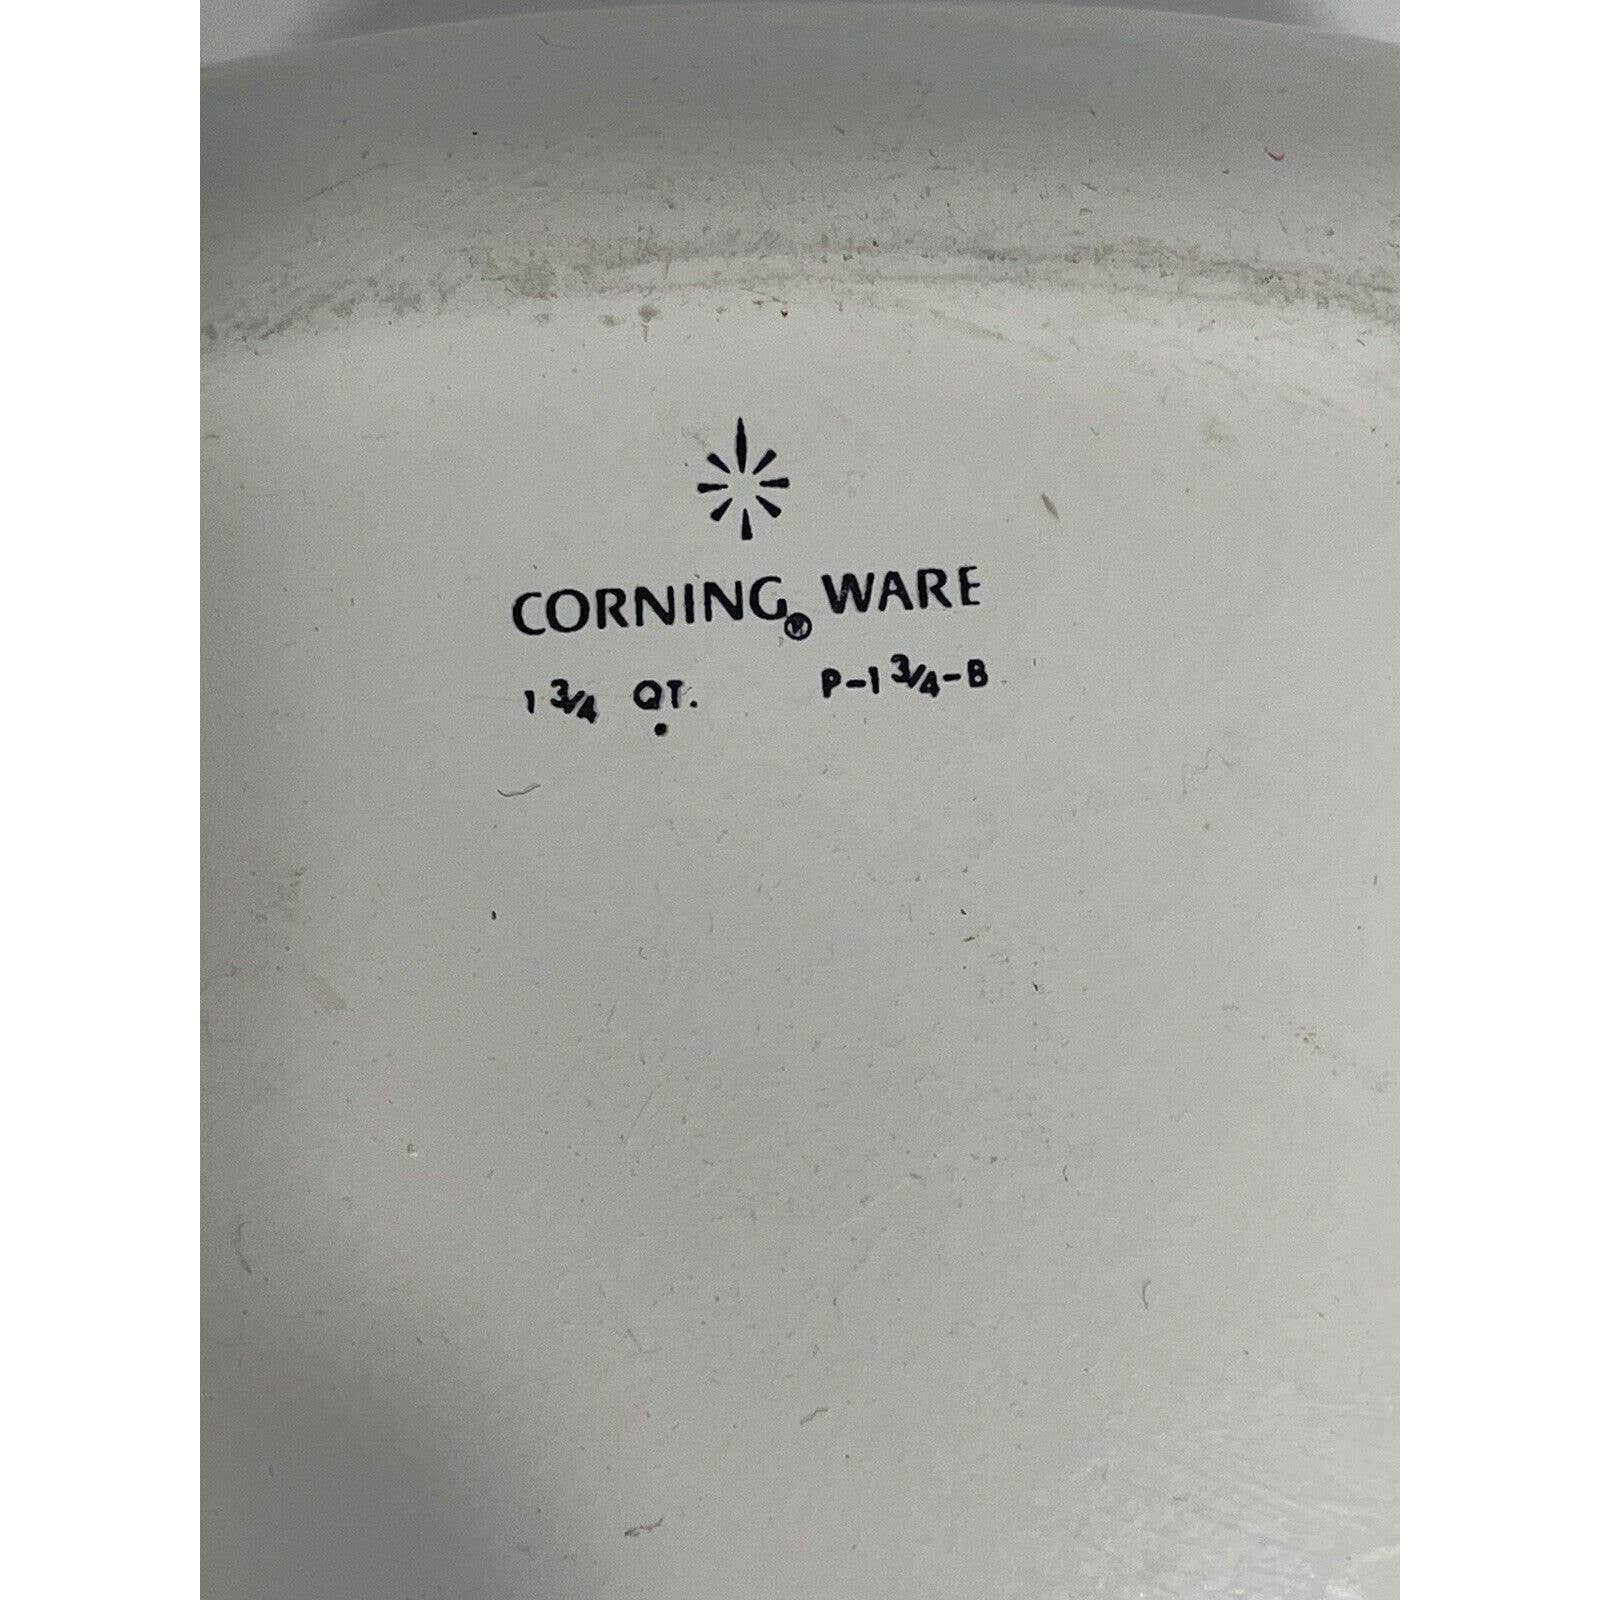 CORNING® WARE
1 3/4 QT. P-1 3/4-B